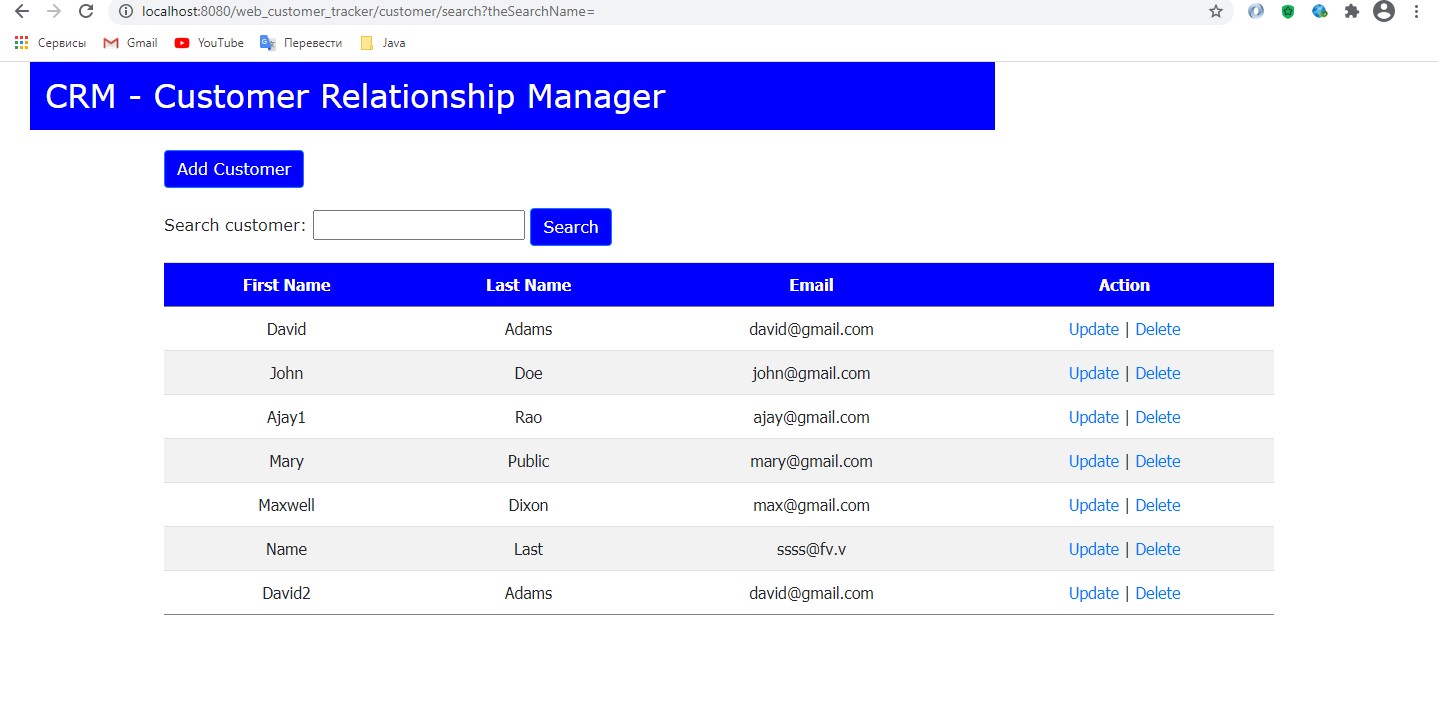 localhost:8080/web_customer_tracker/customer/search?theSearchName=
Сервисы Gmail YouTube Перевести Java
CRM - Customer Relationship Manager
Add Customer
Search customer: Search
First Name Last Name Email Action
David Adams david@gmail.com Update | Delete
John Doe john@gmail.com Update | Delete
Ajay1 Rao ajay@gmail.com Update | Delete
Mary Public mary@gmail.com Update | Delete
Maxwell Dixon max@gmail.com Update | Delete
Name Last ssss@fv.v Update | Delete
David2 Adams david@gmail.com Update | Delete